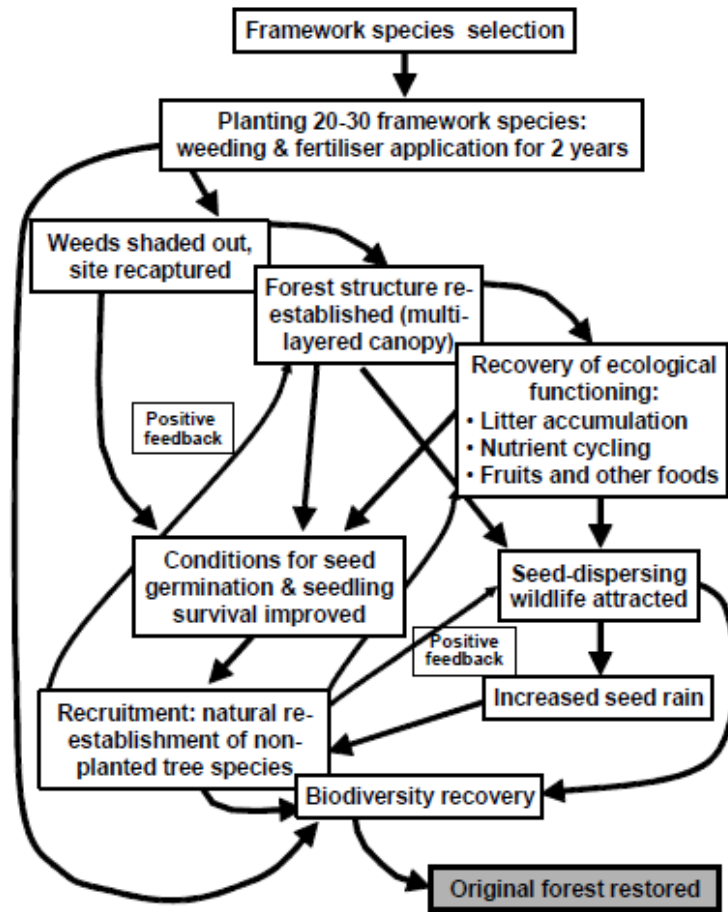 Framework species selection
Planting 20-30 framework species:
weeding & fertiliser application for 2 years
Weeds shaded out,
site recaptured
Forest structure re-
established (multi-
layered canopy)
Recovery of ecological
functioning:
• Litter accumulation
• Nutrient cycling
• Fruits and other foods
Positive
feedback
Conditions for seed
germination & seedling
survival improved
Seed-dispersing
wildlife attracted
Positive
feedback
Increased seed rain
Recruitment: natural re-
establishment of non-
planted tree species
Biodiversity recovery
Original forest restored